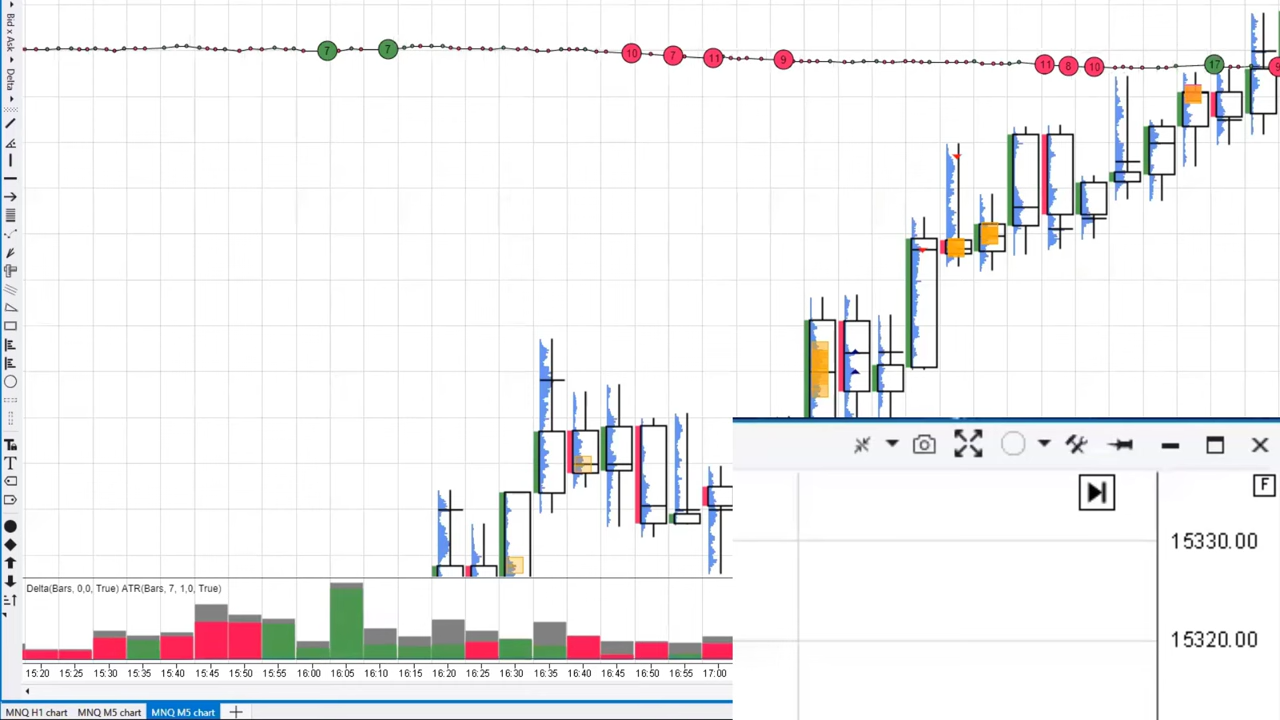 Bid x Ask
Delta
7
7
10
7
11
9
11
8
10
17
9
F
15330.00
15320.00
Delta(Bars, 0,0, True) ATR(Bars, 7, 1,0, True)
15:20 15:25 15:30 15:35 15:40 15:45 15:50 15:55 16:00 16:05 16:10 16:15 16:20 16:25 16:30 16:35 16:40 16:45 16:50 16:55 17:00
MNQ H1 chart MNQ M5 chart MNQ M5 chart